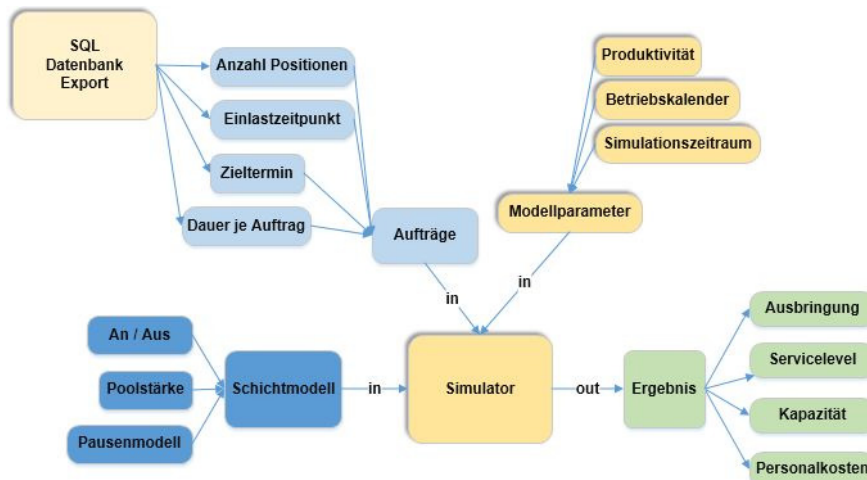 SQL
Datenbank
Export
Anzahl Positionen
Einlastzeitpunkt
Zieltermin
Dauer je Auftrag
Aufträge
Produktivität
Betriebskalender
Simulationszeitraum
Modellparameter
in
in
An / Aus
Poolstärke
Pausenmodell
Schichtmodell
in
Simulator
out
Ergebnis
Ausbringung
Servicelevel
Kapazität
Personalkosten